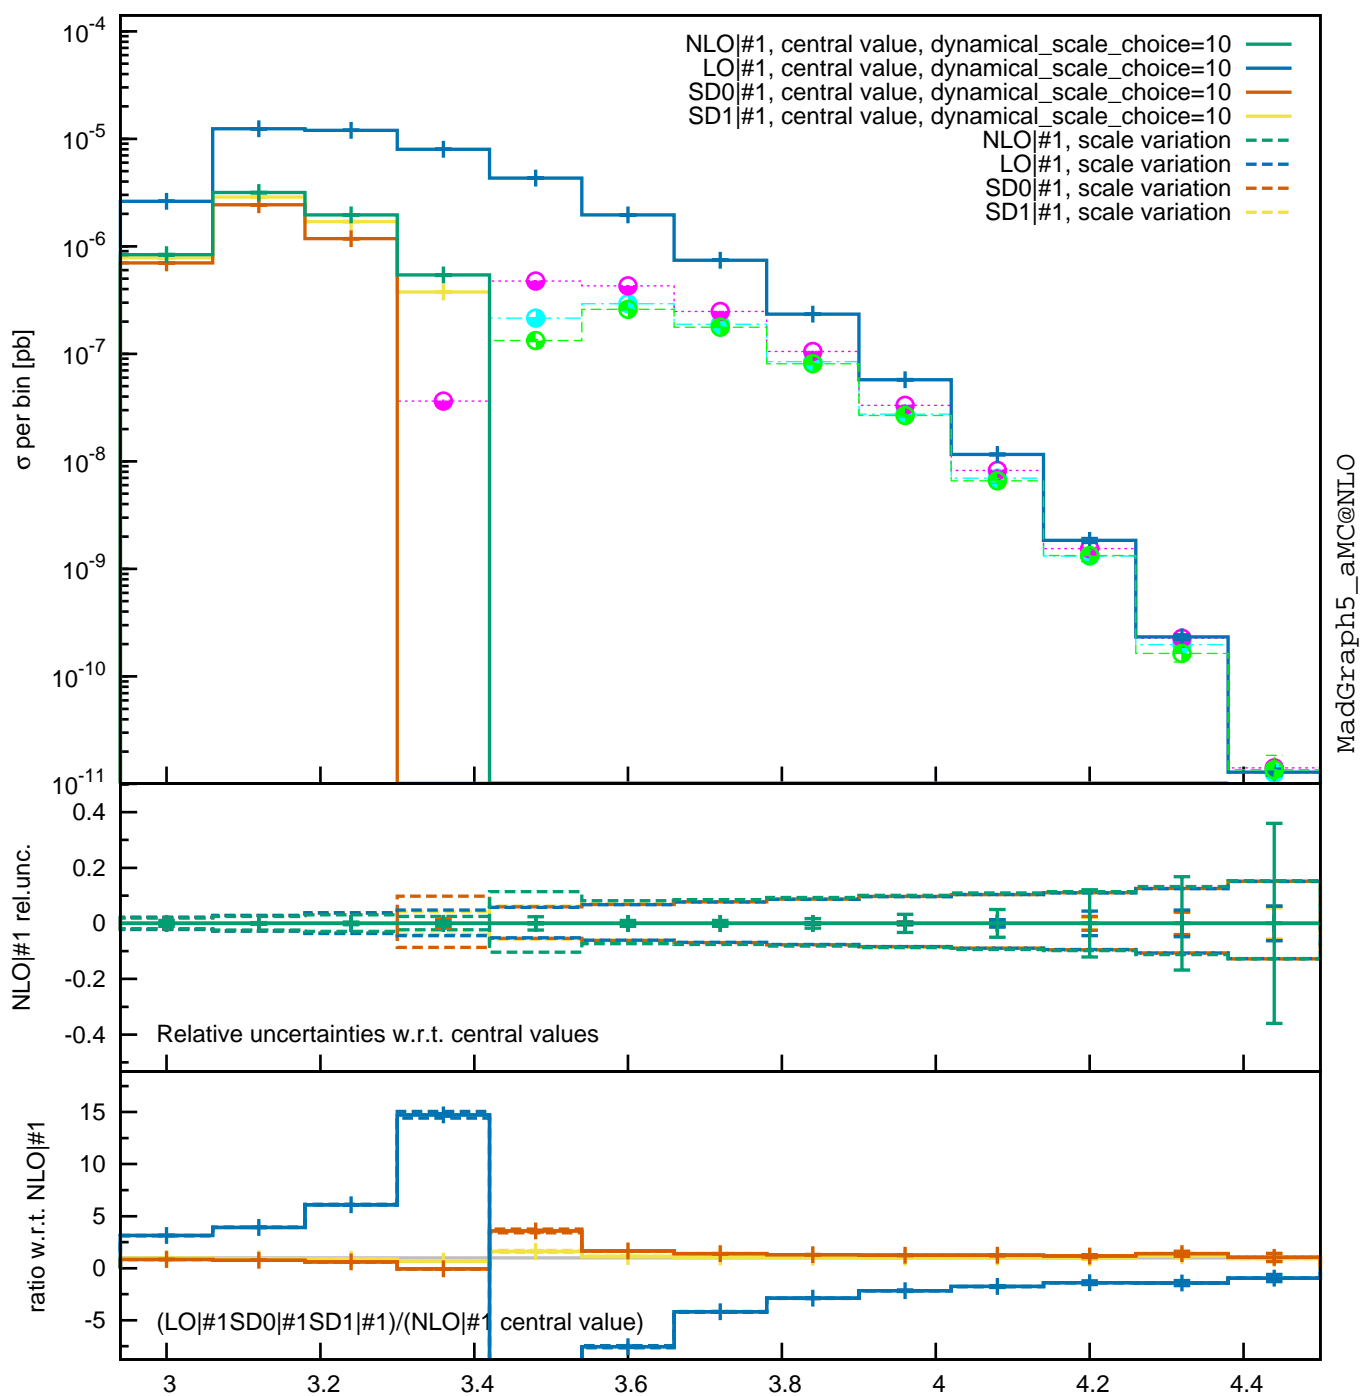 10^-4
10^-5
10^-6
10^-7
10^-8
10^-9
10^-10
10^-11
σ per bin [pb]
NLO|#1, central value, dynamical_scale_choice=10
LO|#1, central value, dynamical_scale_choice=10
SD0|#1, central value, dynamical_scale_choice=10
SD1|#1, central value, dynamical_scale_choice=10
NLO|#1, scale variation
LO|#1, scale variation
SD0|#1, scale variation
SD1|#1, scale variation
MadGraph5_aMC@NLO
0.4
0.2
0
-0.2
-0.4
NLO|#1 rel.unc.
Relative uncertainties w.r.t. central values
15
10
5
0
-5
ratio w.r.t. NLO|#1
(LO|#1SD0|#1SD1|#1)/(NLO|#1 central value)
3 3.2 3.4 3.6 3.8 4 4.2 4.4